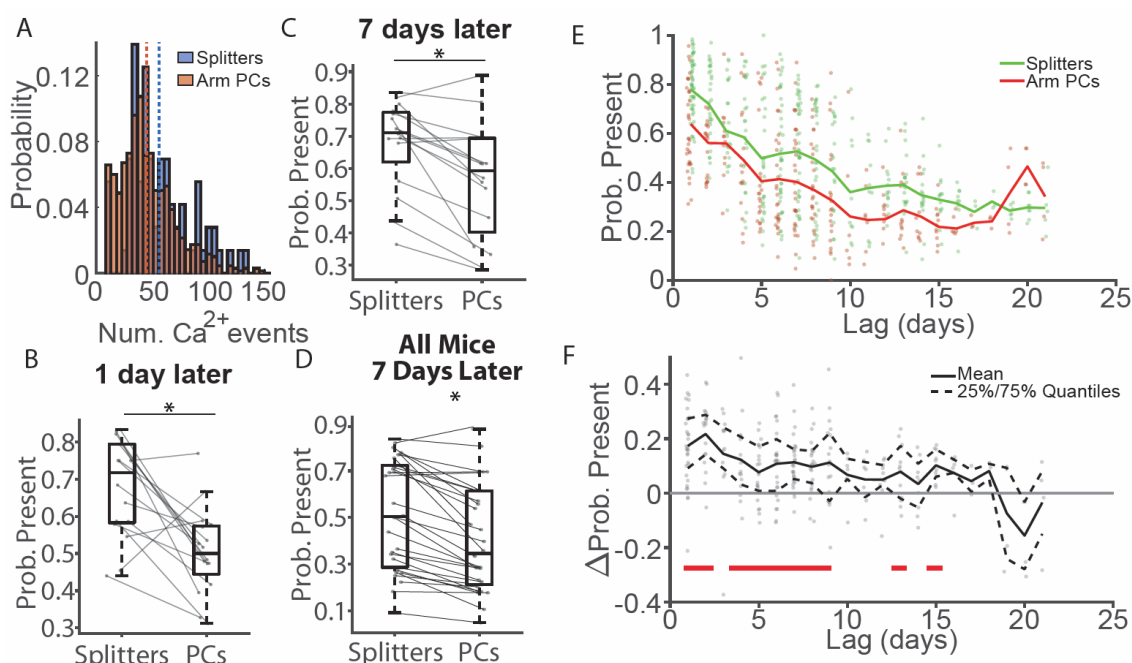 A
0.12
0.08
0.04
0
Probability
Splitters
Arm PCs
0 50 100 150
Num. Ca2+ events
B
1 day later
*
0.8
0.7
0.6
0.5
0.4
0.3
Prob. Present
Splitters PCs
C
7 days later
*
0.9
0.8
0.7
0.6
0.5
0.4
0.3
Prob. Present
Splitters PCs
D
All Mice
7 Days Later
*
0.9
0.7
0.5
0.3
0.1
Prob. Present
Splitters PCs
E
1
0.8
0.6
0.4
0.2
0
Prob. Present
Splitters
Arm PCs
0 5 10 15 20 25
Lag (days)
F
0.4
0.2
0
-0.2
-0.4
ΔProb. Present
Mean
25%/75% Quantiles
0 5 10 15 20 25
Lag (days)